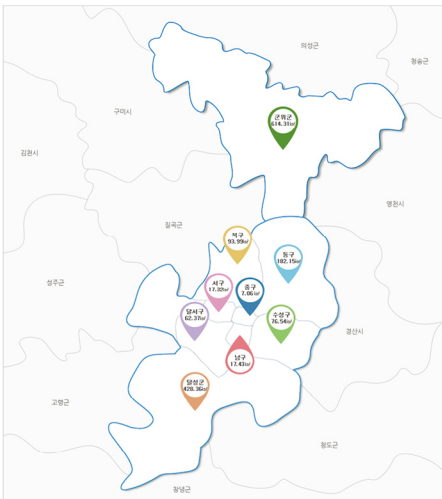 의성군
청송군
구미시
군위군
614.31㎢
김천시
영천시
칠곡군
북구
93.99㎢
동구
182.15㎢
성주군
서구
17.33㎢
중구
7.06㎢
달서구
62.37㎢
수성구
76.54㎢
경산시
남구
17.43㎢
달성군
428.36㎢
고령군
청도군
창녕군